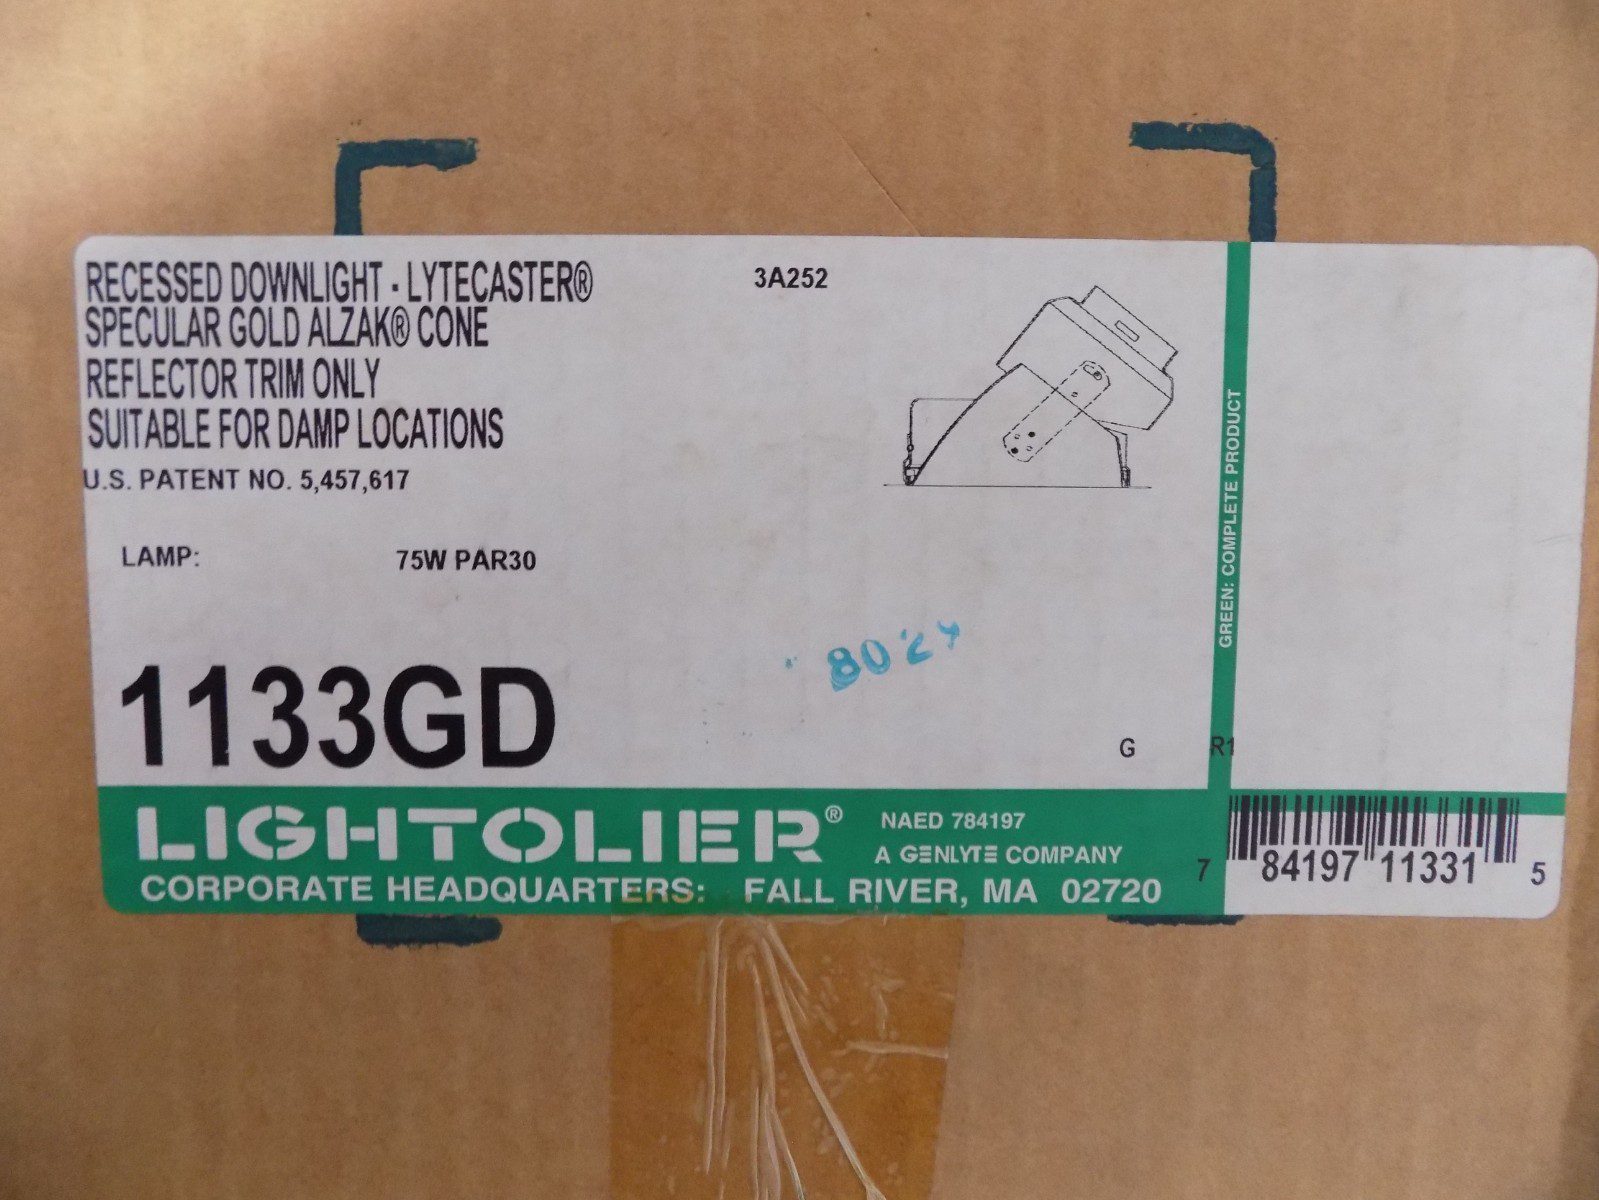 RECESSED DOWNLIGHT - LYTECASTER®
SPECULAR GOLD ALZAK® CONE
REFLECTOR TRIM ONLY
SUITABLE FOR DAMP LOCATIONS
U.S. PATENT NO. 5,457,617
3A252
LAMP: 75W PAR30
1133GD
G R1
GREEN: COMPLETE PRODUCT
LIGHTOLIER®
NAED 784197
A GENLYTE COMPANY
CORPORATE HEADQUARTERS: FALL RIVER, MA 02720
7 84197 11331 5